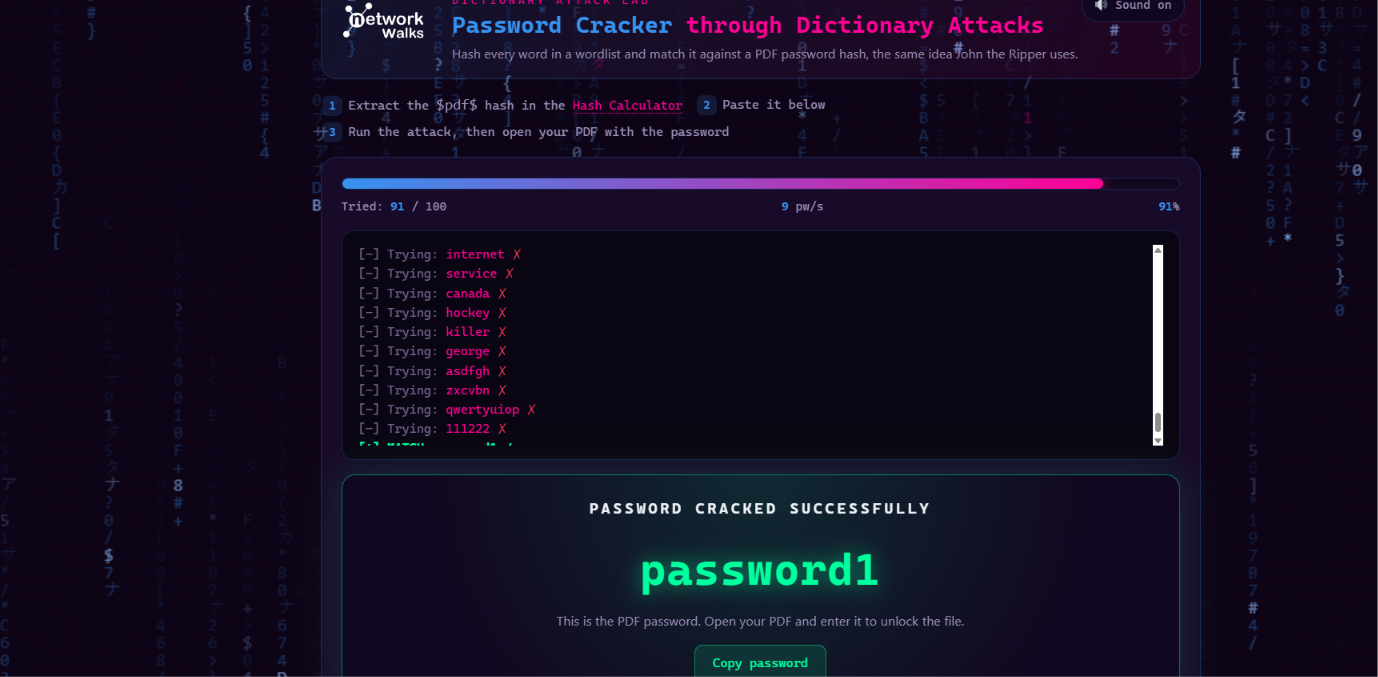 DICTIONARY ATTACK LAB
Sound on
network
Walks
Password Cracker through Dictionary Attacks
Hash every word in a wordlist and match it against a PDF password hash, the same idea John the Ripper uses.
1 Extract the $pdf$ hash in the Hash Calculator 2 Paste it below
3 Run the attack, then open your PDF with the password
Tried: 91 / 100 9 pw/s 91%
[-] Trying: internet ✗
[-] Trying: service ✗
[-] Trying: canada ✗
[-] Trying: hockey ✗
[-] Trying: killer ✗
[-] Trying: george ✗
[-] Trying: asdfgh ✗
[-] Trying: zxcvbn ✗
[-] Trying: qwertyuiop ✗
[-] Trying: 111222 ✗
PASSWORD CRACKED SUCCESSFULLY
password1
This is the PDF password. Open your PDF and enter it to unlock the file.
Copy password